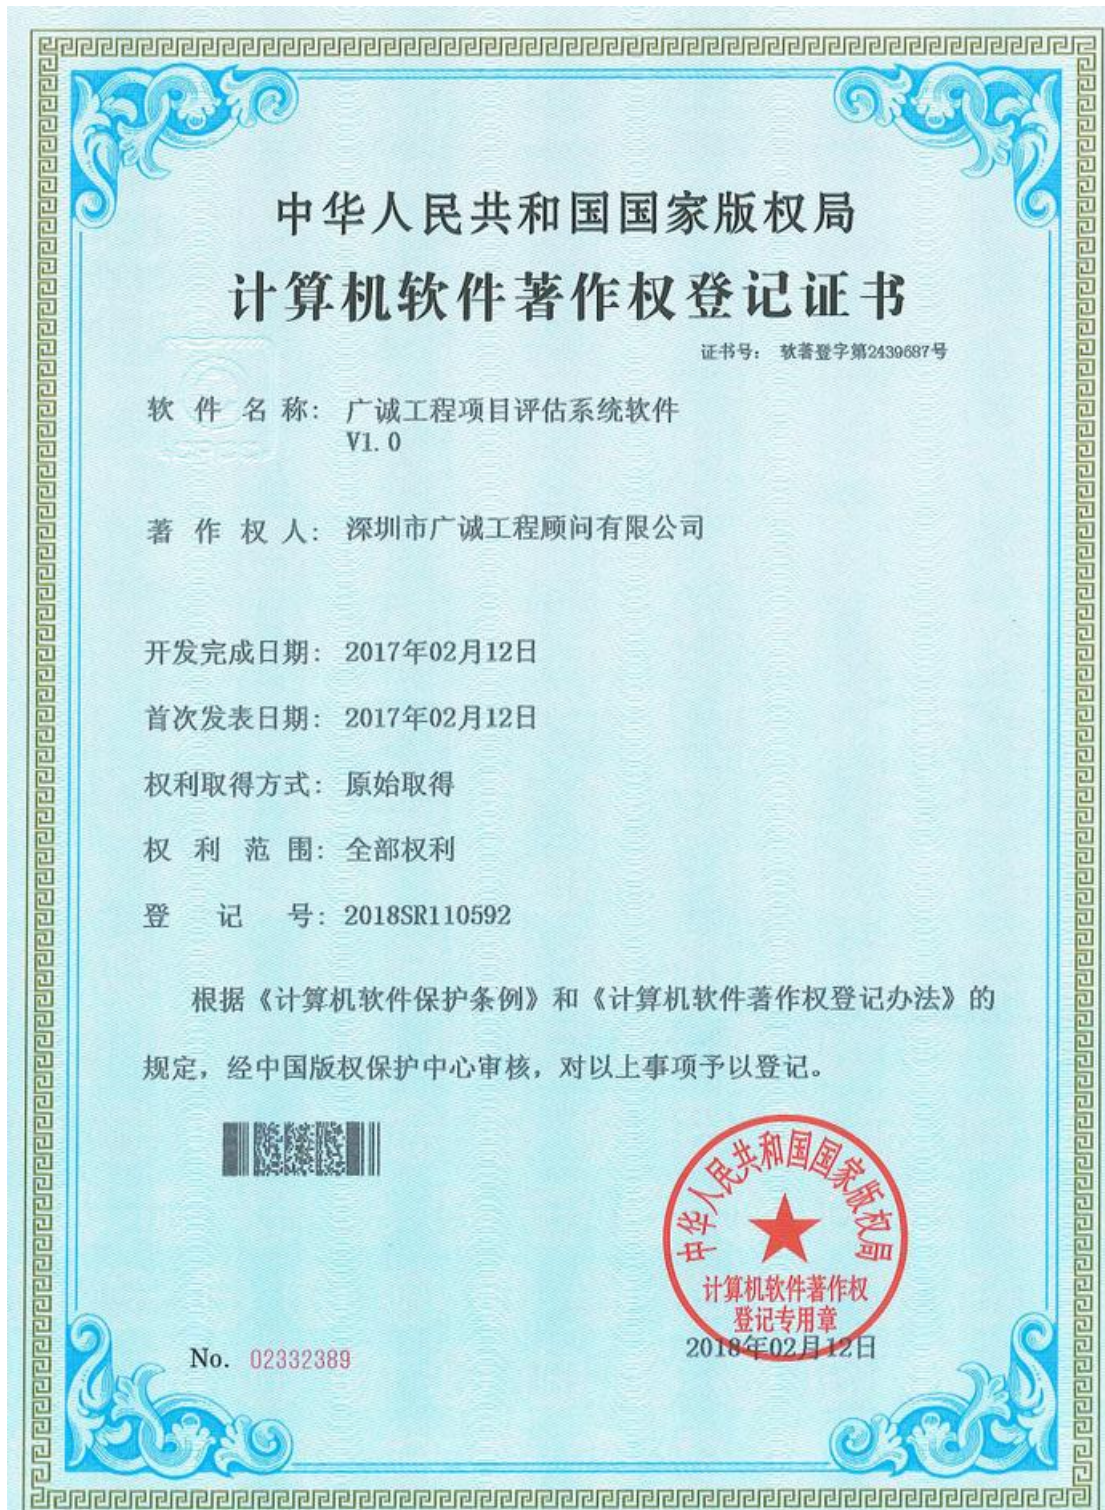 中华人民共和国国家版权局
计算机软件著作权登记证书
证书号： 软著登字第2439687号
软件名称： 广诚工程项目评估系统软件
V1.0
著作权人： 深圳市广诚工程顾问有限公司
开发完成日期： 2017年02月12日
首次发表日期： 2017年02月12日
权利取得方式： 原始取得
权利范围： 全部权利
登记号： 2018SR110592
根据《计算机软件保护条例》和《计算机软件著作权登记办法》的
规定，经中国版权保护中心审核，对以上事项予以登记。
中华人民共和国国家版权局
计算机软件著作权
登记专用章
2018年02月12日
No. 02332389